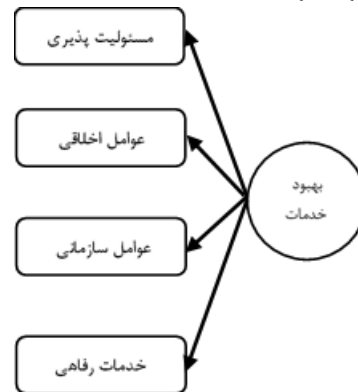 مسئولیت پذیری
عوامل اخلاقی
بهبود
خدمات
عوامل سازمانی
خدمات رفاهی